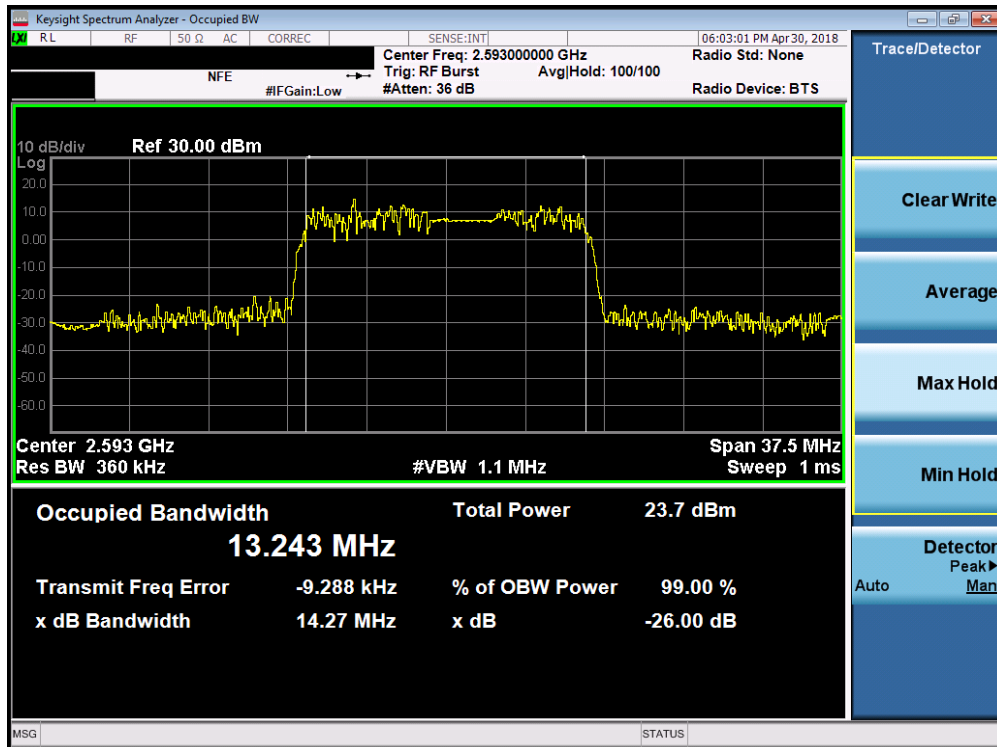 Keysight Spectrum Analyzer - Occupied BW
LXI RL RF 50 Ω AC CORREC SENSE:INT 06:03:01 PM Apr 30, 2018
Center Freq: 2.593000000 GHz Radio Std: None
NFE Trig: RF Burst Avg|Hold: 100/100
#IFGain:Low #Atten: 36 dB Radio Device: BTS
Trace/Detector
10 dB/div Ref 30.00 dBm
Log
20.0
10.0
0.00
-10.0
-20.0
-30.0
-40.0
-50.0
-60.0
Center 2.593 GHz Span 37.5 MHz
Res BW 360 kHz #VBW 1.1 MHz Sweep 1 ms
Occupied Bandwidth Total Power 23.7 dBm
13.243 MHz
Transmit Freq Error -9.288 kHz % of OBW Power 99.00 %
x dB Bandwidth 14.27 MHz x dB -26.00 dB
Clear Write
Average
Max Hold
Min Hold
Detector
Peak▶
Auto Man
MSG STATUS